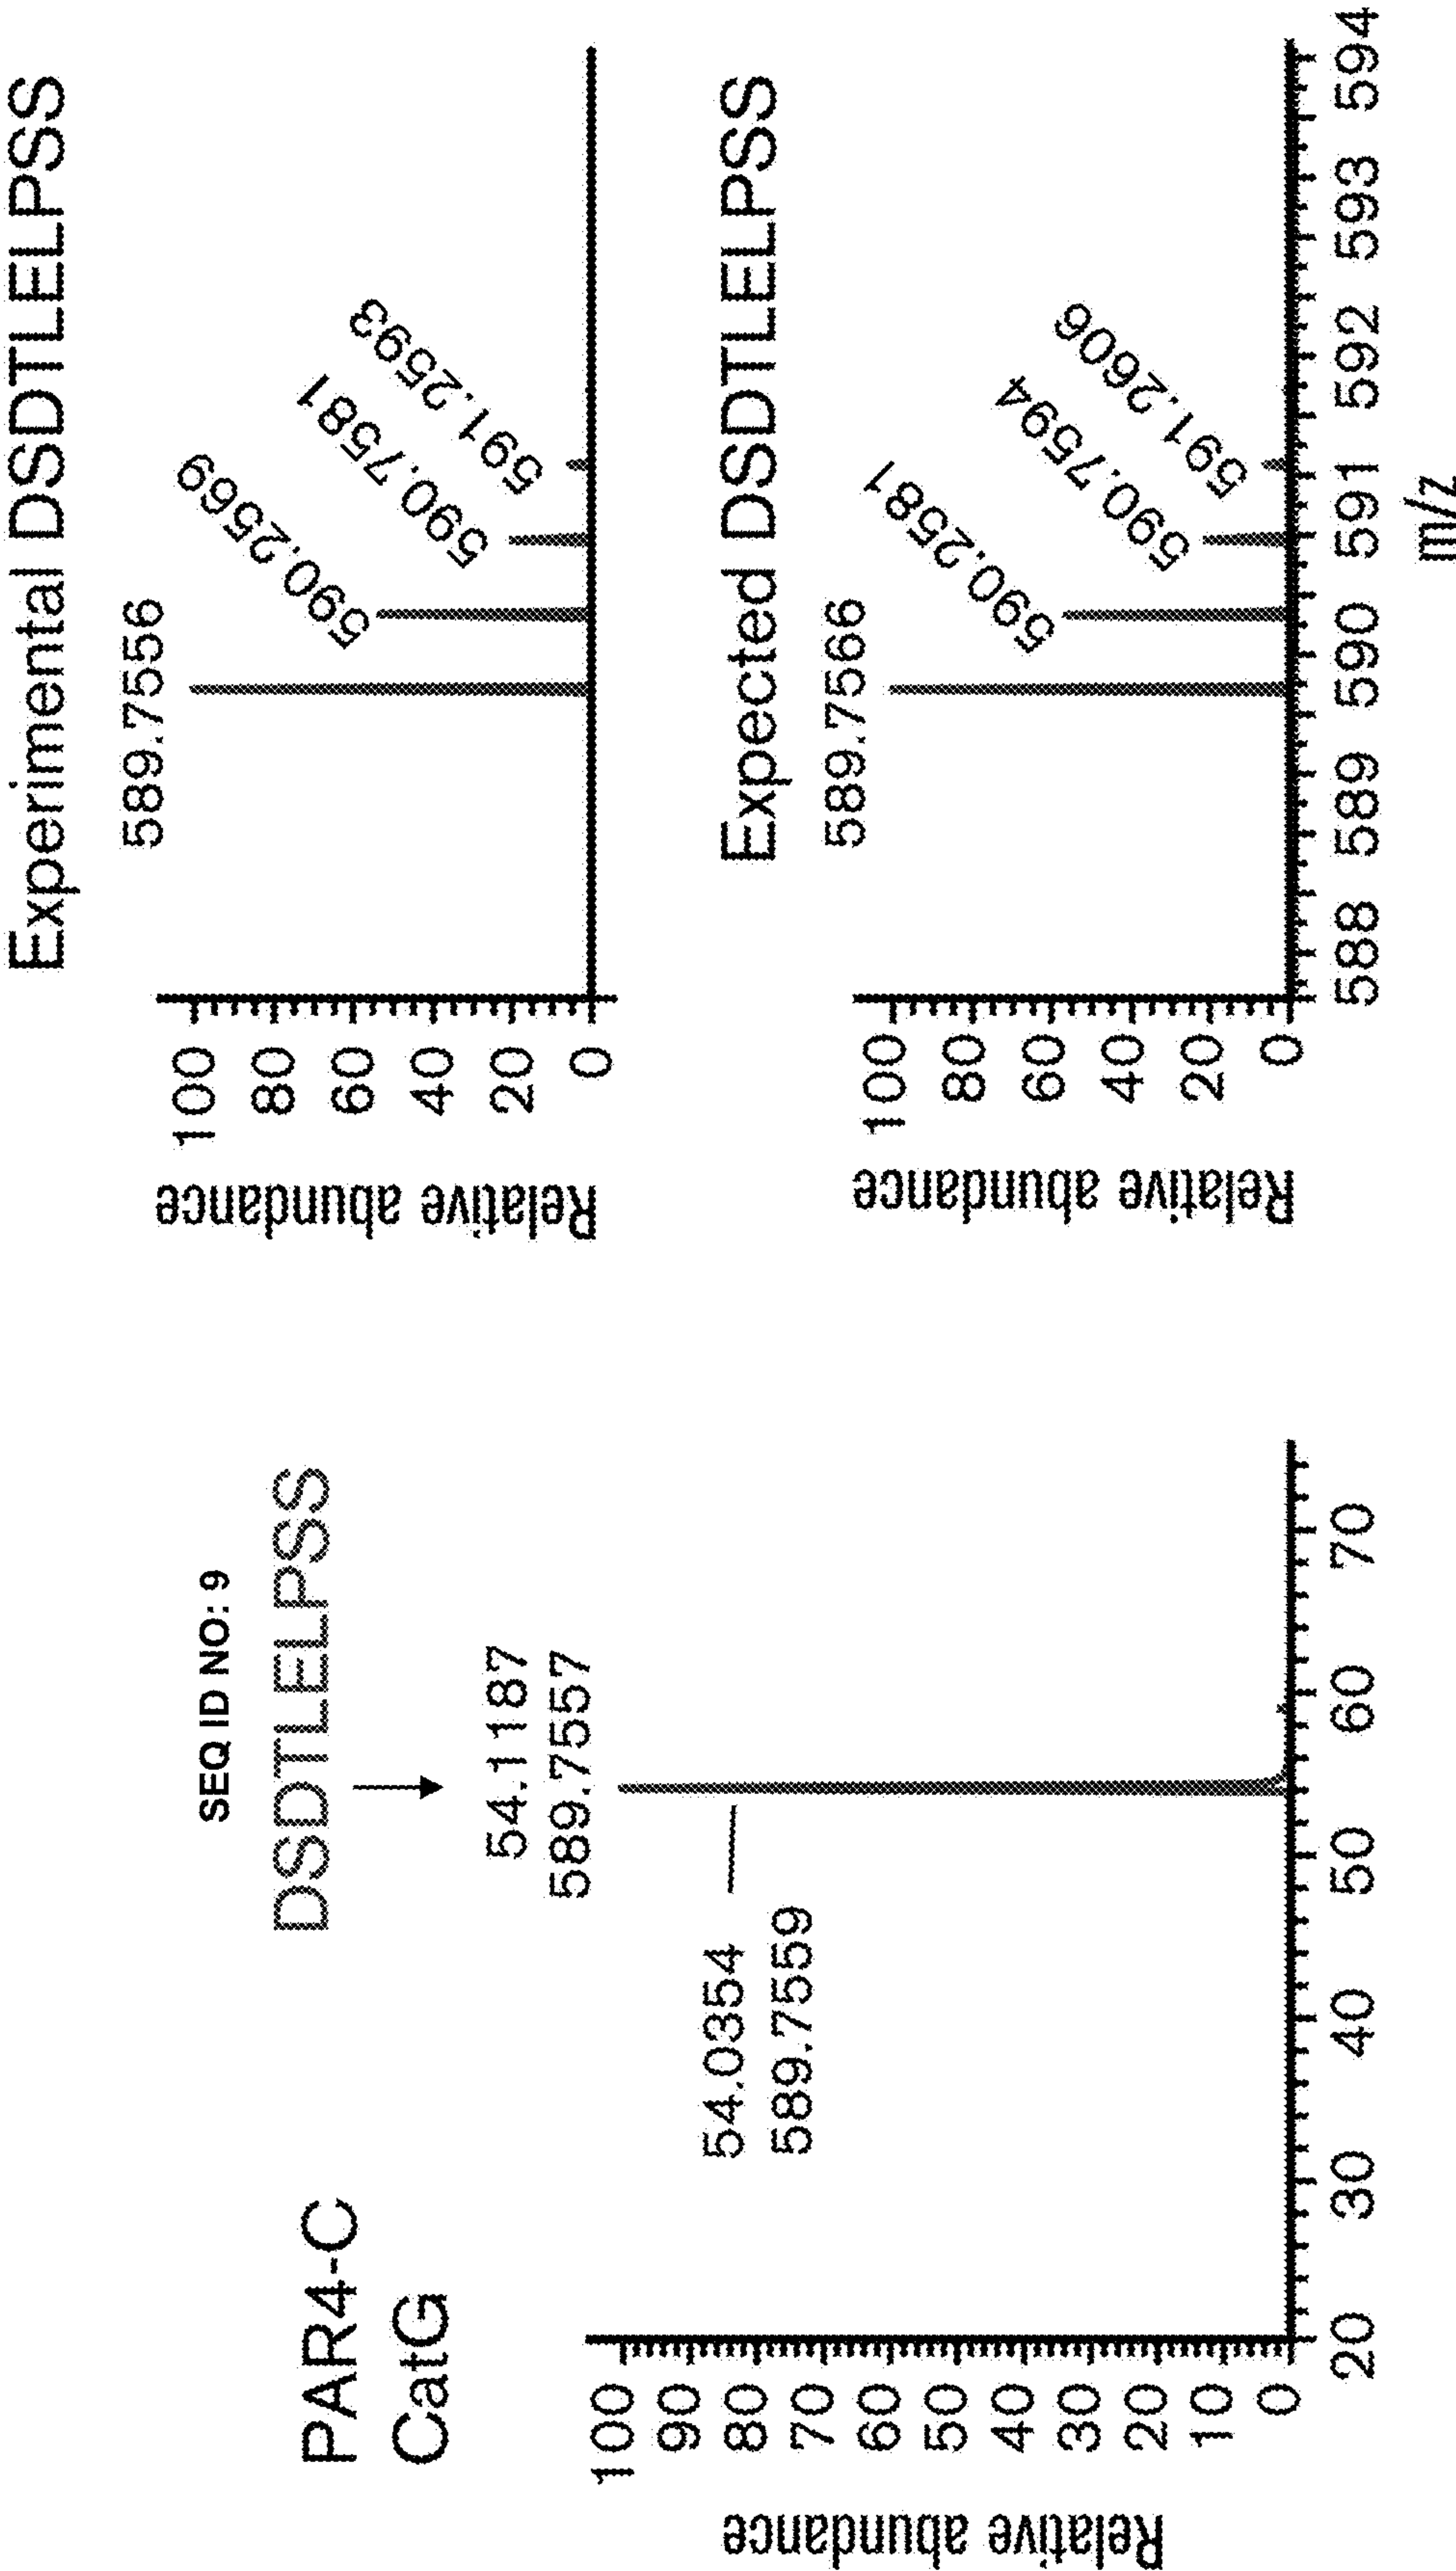 PAR4-C
CatG
SEQ ID NO: 9
DSDTLELPSS
54.1187
589.7557
54.0354
589.7559
Relative abundance
100
90
80
70
60
50
40
30
20
10
0
20 30 40 50 60 70
Experimental DSDTLELPSS
589.7556
590.2569
590.7581
591.2593
Relative abundance
100
80
60
40
20
0
Expected DSDTLELPSS
589.7566
590.2581
590.7594
591.2606
Relative abundance
100
80
60
40
20
0
588 589 590 591 592 593 594
m/z